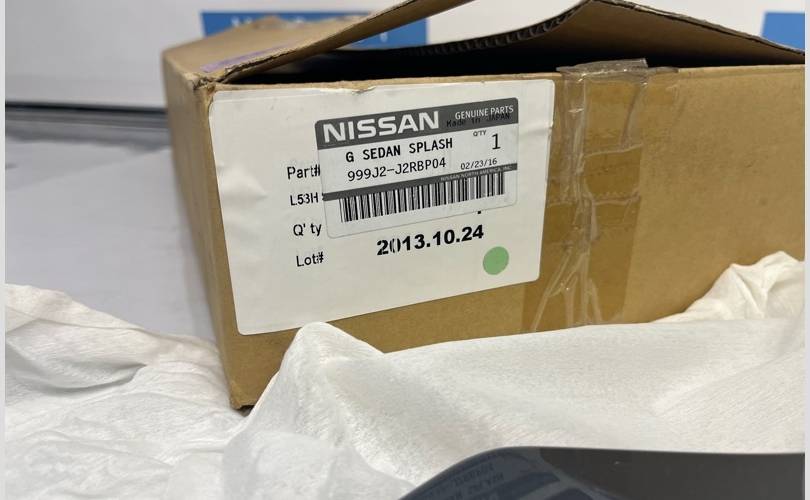 NISSAN GENUINE PARTS
Made in JAPAN
G SEDAN SPLASH QTY 1
999J2-J2RBP04 02/23/16
NISSAN NORTH AMERICA, INC.
Part#
L53H
Q' ty
Lot# 2013.10.24